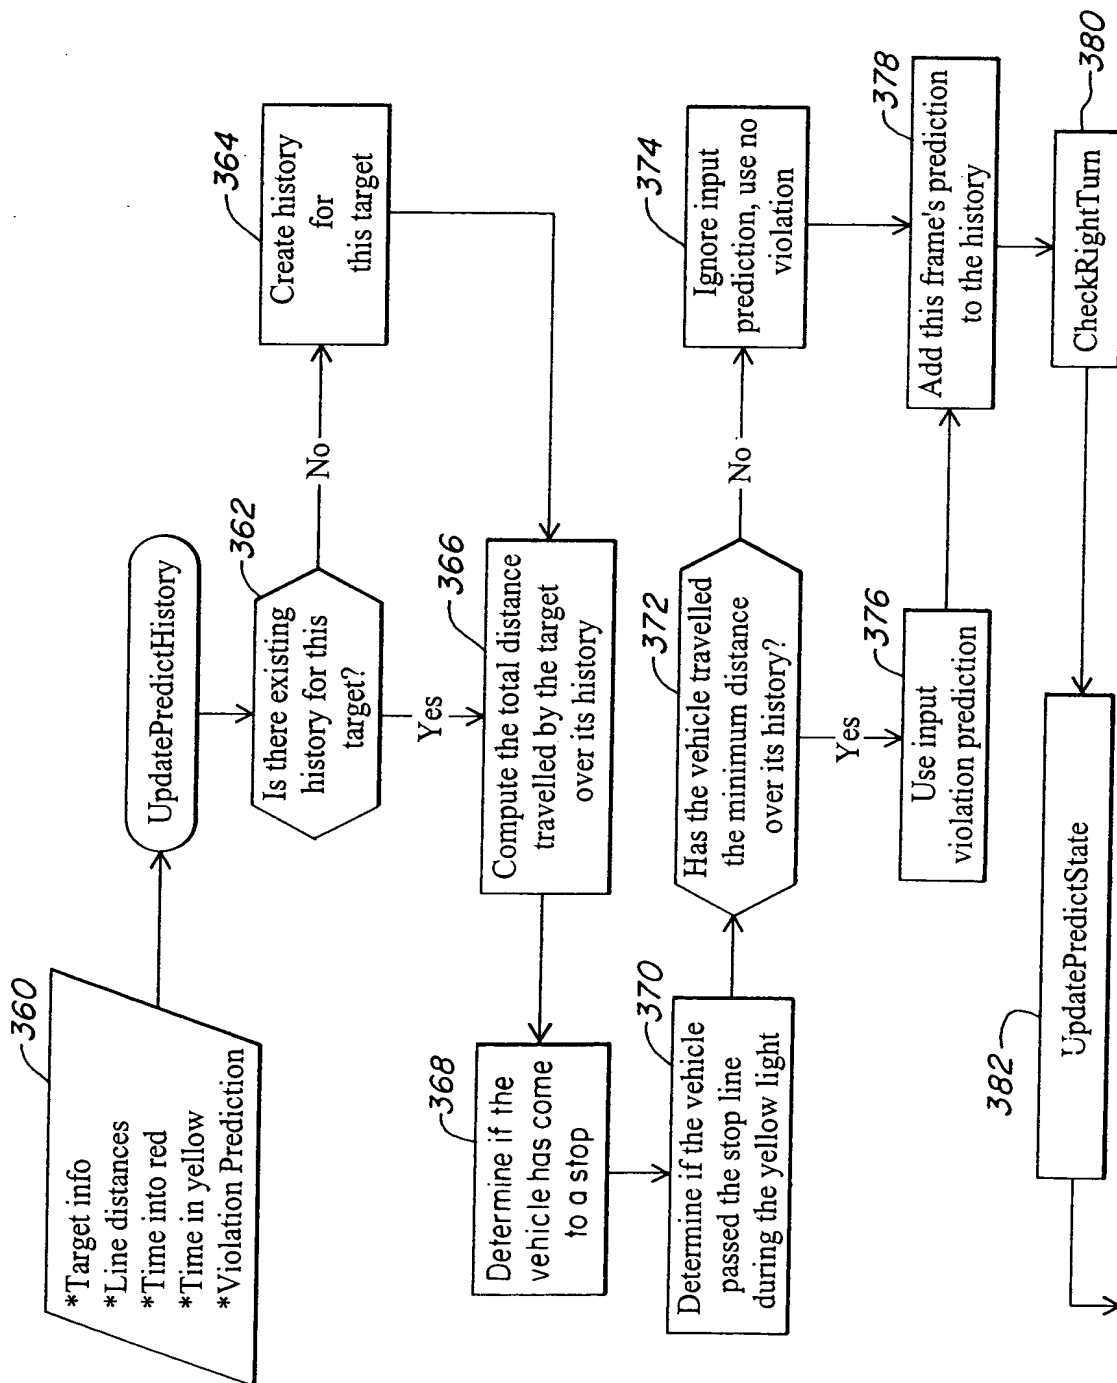 360
*Target info
*Line distances
*Time into red
*Time in yellow
*Violation Prediction
UpdatePredictHistory
362
Is there existing
history for this
target?
No
Yes
364
Create history
for
this target
366
Compute the total distance
travelled by the target
over its history
368
Determine if the
vehicle has come
to a stop
370
Determine if the vehicle
passed the stop line
during the yellow light
372
Has the vehicle travelled
the minimum distance
over its history?
No
Yes
374
Ignore input
prediction, use no
violation
376
Use input
violation prediction
378
Add this frame's prediction
to the history
380
CheckRightTurn
382
UpdatePredictState